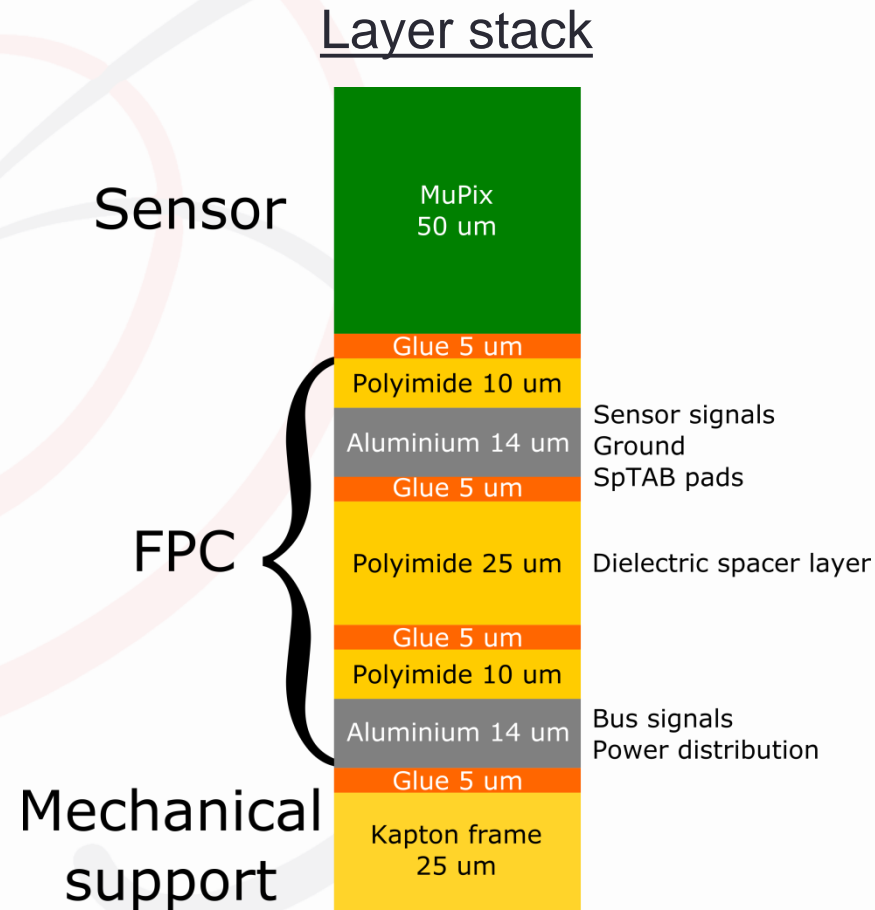 Layer stack
Sensor
MuPix
50 um
Glue 5 um
Polyimide 10 um
Aluminium 14 um
Sensor signals
Ground
SpTAB pads
Glue 5 um
FPC
Polyimide 25 um
Dielectric spacer layer
Glue 5 um
Polyimide 10 um
Aluminium 14 um
Bus signals
Power distribution
Glue 5 um
Mechanical
support
Kapton frame
25 um